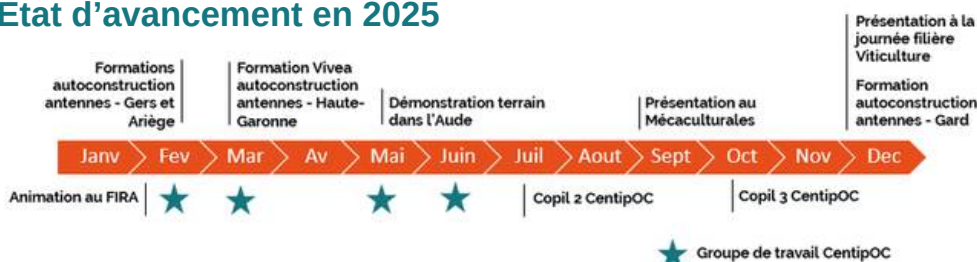 Etat d’avancement en 2025
Formations
autoconstruction
antennes - Gers et
Ariège
Formation Vivea
autoconstruction
antennes - Haute-
Garonne
Démonstration terrain
dans l'Aude
Présentation au
Mécaculturales
Présentation à la
journée filière
Viticulture
Formation
autoconstruction
antennes - Gard
Janv
Fev
Mar
Av
Mai
Juin
Juil
Aout
Sept
Oct
Nov
Dec
Animation au FIRA
Copil 2 CentipOC
Copil 3 CentipOC
Groupe de travail CentipOC